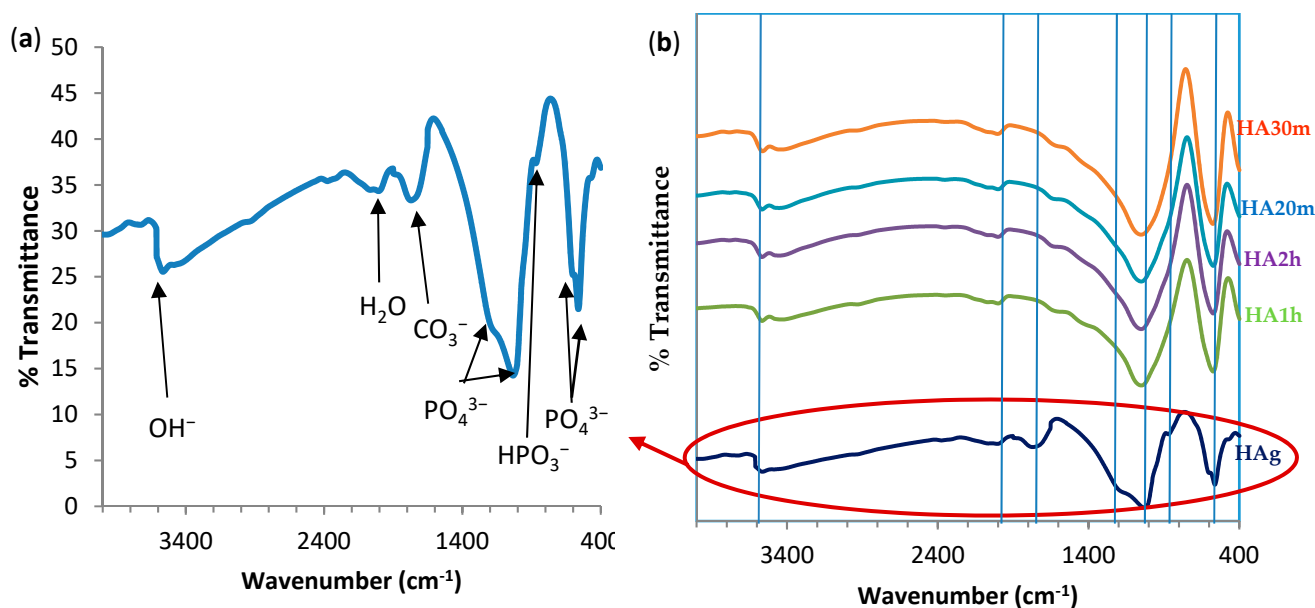 (a)
50
45
40
35
30
25
20
15
10
5
0
% Transmittance
OH⁻
H₂O
CO₃⁻
PO₄³⁻
HPO₃⁻
PO₄³⁻
3400
2400
1400
400
Wavenumber (cm⁻¹)
(b)
% Transmittance
HA30m
HA20m
HA2h
HA1h
HAg
3400
2400
1400
400
Wavenumber (cm⁻¹)